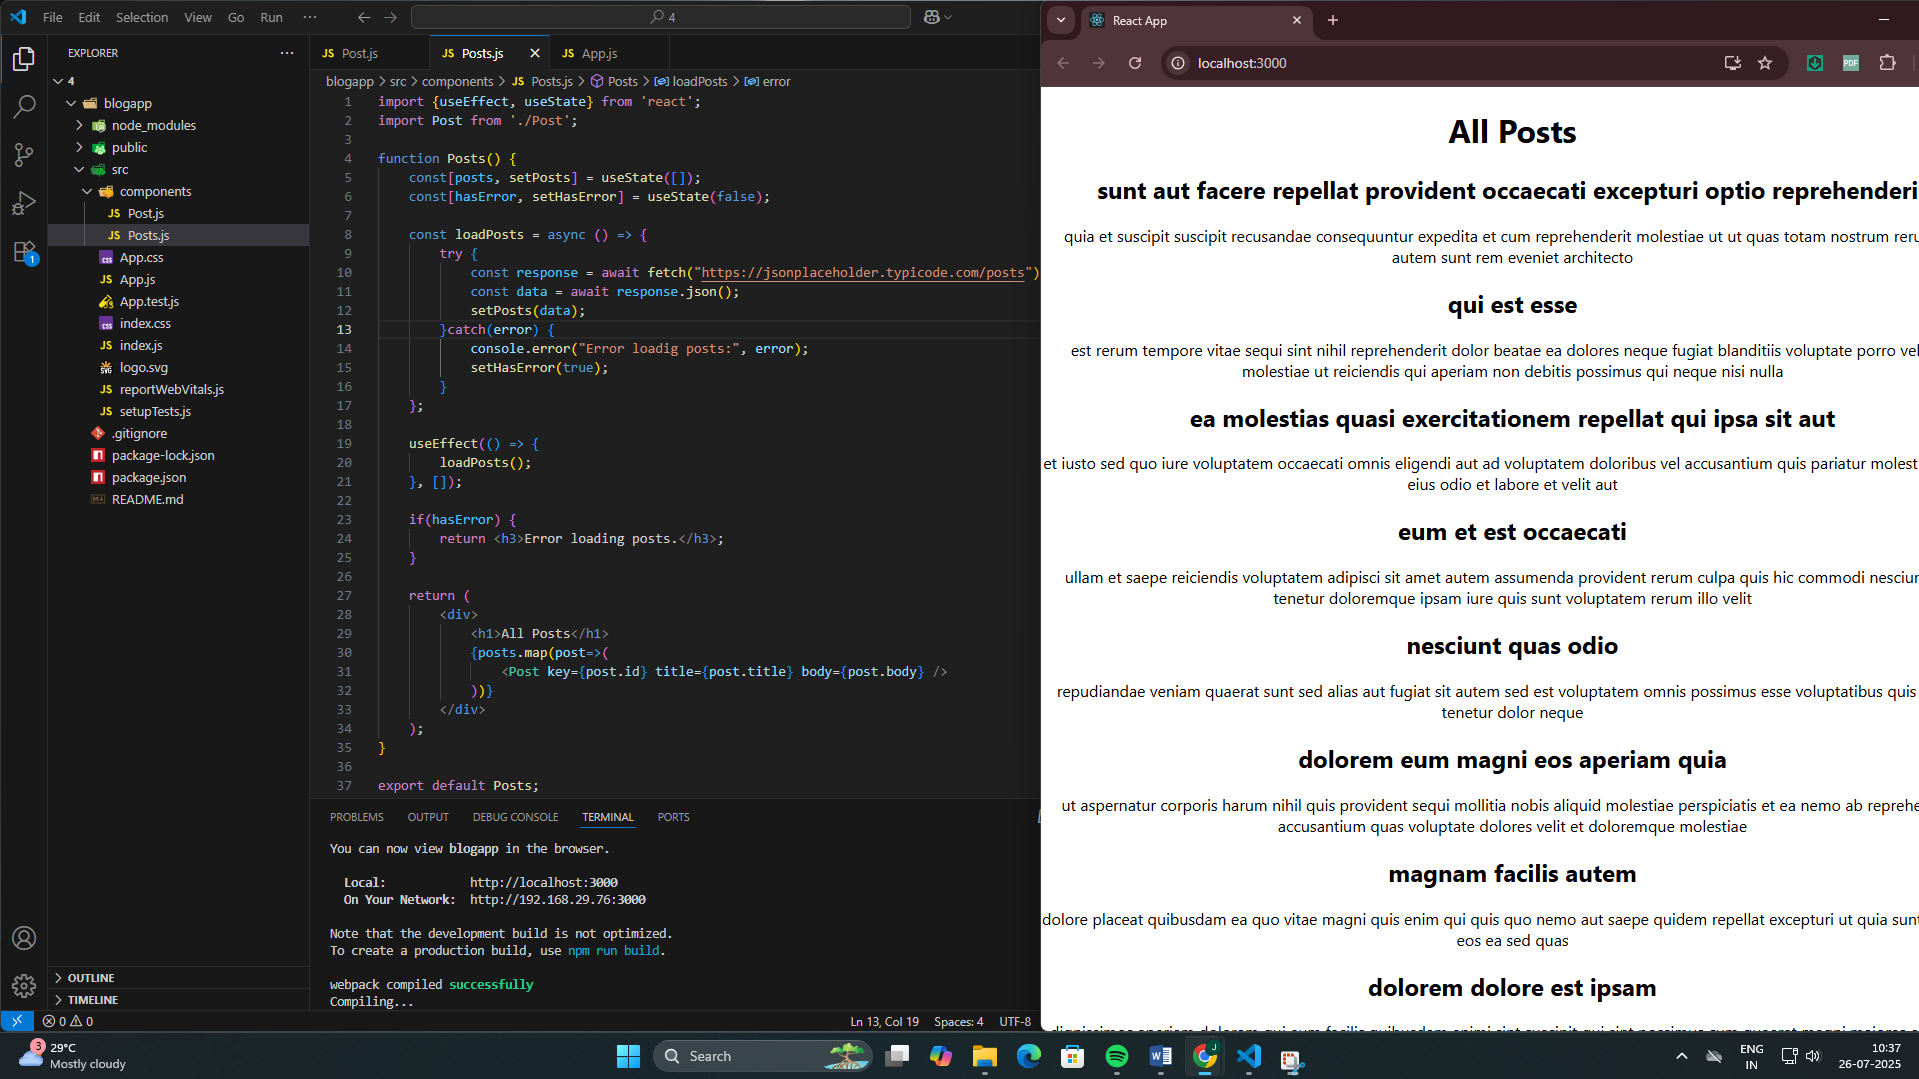 File Edit Selection View Go Run ···
4
EXPLORER
4
blogapp
node_modules
public
src
components
Post.js
Posts.js
App.css
App.js
App.test.js
index.css
index.js
logo.svg
reportWebVitals.js
setupTests.js
.gitignore
package-lock.json
package.json
README.md
OUTLINE
TIMELINE
Post.js Posts.js App.js
blogapp > src > components > Posts.js > Posts > loadPosts > error
1 import {useEffect, useState} from 'react';
2 import Post from './Post';
3
4 function Posts() {
5 const[posts, setPosts] = useState([]);
6 const[hasError, setHasError] = useState(false);
7
8 const loadPosts = async () => {
9 try {
10 const response = await fetch("https://jsonplaceholder.typicode.com/posts")
11 const data = await response.json();
12 setPosts(data);
13 }catch(error) {
14 console.error("Error loadig posts:", error);
15 setHasError(true);
16 }
17 };
18
19 useEffect(() => {
20 loadPosts();
21 }, []);
22
23 if(hasError) {
24 return <h3>Error loading posts.</h3>;
25 }
26
27 return (
28 <div>
29 <h1>All Posts</h1>
30 {posts.map(post=>(
31 <Post key={post.id} title={post.title} body={post.body} />
32 ))}
33 </div>
34 );
35 }
36
37 export default Posts;
PROBLEMS OUTPUT DEBUG CONSOLE TERMINAL PORTS
You can now view blogapp in the browser.
Local: http://localhost:3000
On Your Network: http://192.168.29.76:3000
Note that the development build is not optimized.
To create a production build, use npm run build.
webpack compiled successfully
Compiling...
0 0 Ln 13, Col 19 Spaces: 4 UTF-8
React App
localhost:3000
PDF
All Posts
sunt aut facere repellat provident occaecati excepturi optio reprehenderi
quia et suscipit suscipit recusandae consequuntur expedita et cum reprehenderit molestiae ut ut quas totam nostrum reru
autem sunt rem eveniet architecto
qui est esse
est rerum tempore vitae sequi sint nihil reprehenderit dolor beatae ea dolores neque fugiat blanditiis voluptate porro vel
molestiae ut reiciendis qui aperiam non debitis possimus qui neque nisi nulla
ea molestias quasi exercitationem repellat qui ipsa sit aut
et iusto sed quo iure voluptatem occaecati omnis eligendi aut ad voluptatem doloribus vel accusantium quis pariatur molest
eius odio et labore et velit aut
eum et est occaecati
ullam et saepe reiciendis voluptatem adipisci sit amet autem assumenda provident rerum culpa quis hic commodi nesciur
tenetur doloremque ipsam iure quis sunt voluptatem rerum illo velit
nesciunt quas odio
repudiandae veniam quaerat sunt sed alias aut fugiat sit autem sed est voluptatem omnis possimus esse voluptatibus quis
tenetur dolor neque
dolorem eum magni eos aperiam quia
ut aspernatur corporis harum nihil quis provident sequi mollitia nobis aliquid molestiae perspiciatis et ea nemo ab reprehe
accusantium quas voluptate dolores velit et doloremque molestiae
magnam facilis autem
dolore placeat quibusdam ea quo vitae magni quis enim qui quis quo nemo aut saepe quidem repellat excepturi ut quia sunt
eos ea sed quas
dolorem dolore est ipsam
3 29°C
Mostly cloudy
Search
ENG
IN
10:37
26-07-2025